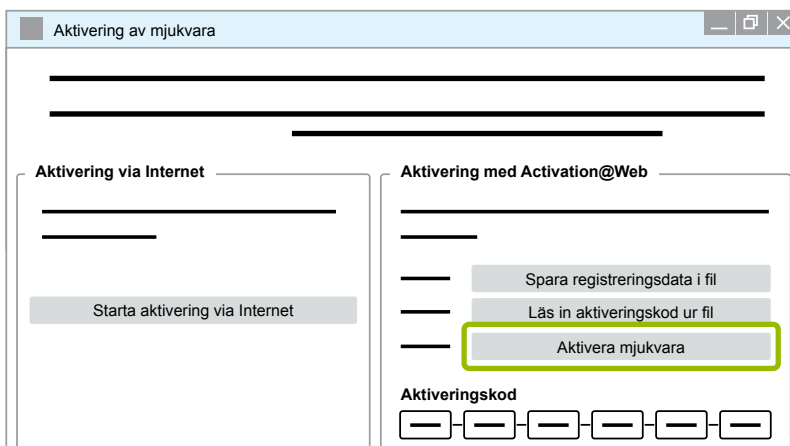 Aktivering av mjukvara
Aktivering via Internet
Starta aktivering via Internet
Aktivering med Activation@Web
Spara registreringsdata i fil
Läs in aktiveringskod ur fil
Aktivera mjukvara
Aktiveringskod